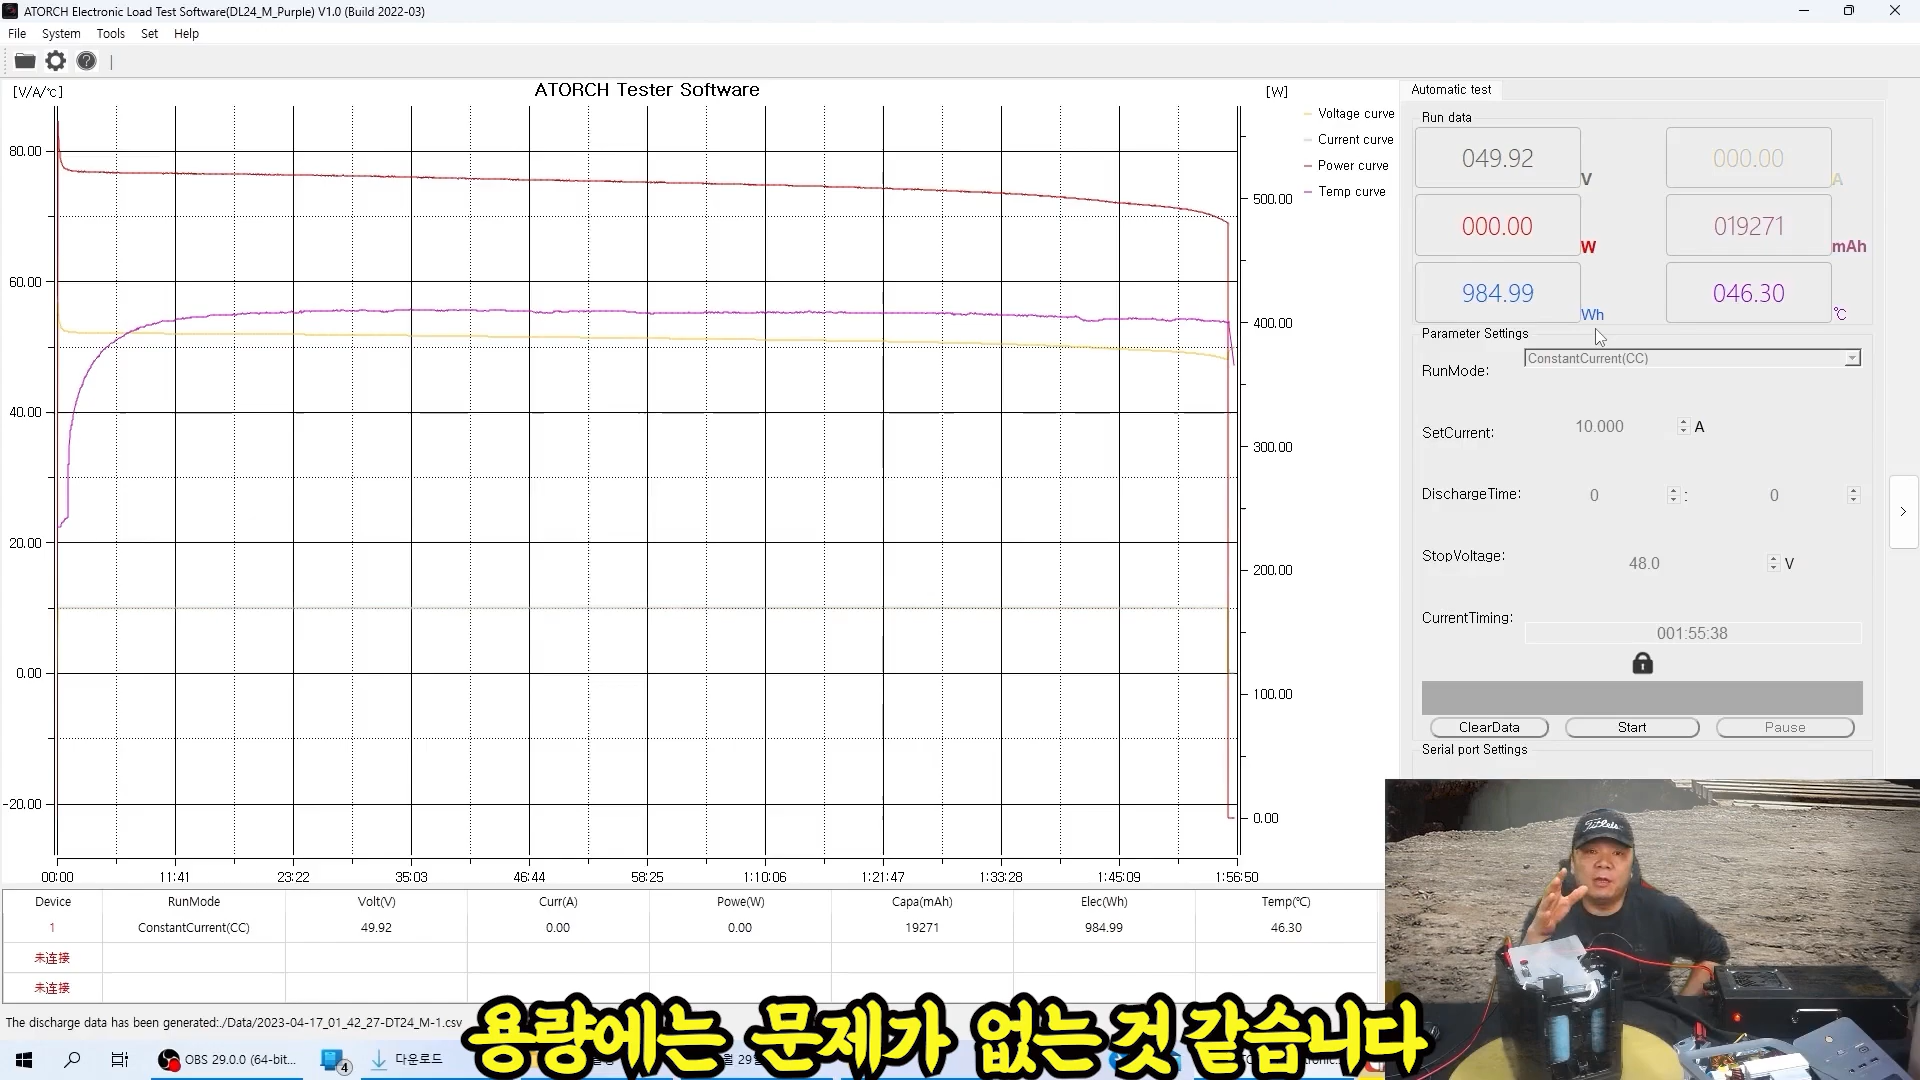 ATORCH Electronic Load Test Software(DL24_M_Purple) V1.0 (Build 2022-03)
File System Tools Set Help
[V/A/℃]
ATORCH Tester Software
[W]
Voltage curve
Current curve
Power curve
Temp curve
80.00
60.00
40.00
20.00
0.00
-20.00
500.00
400.00
300.00
200.00
100.00
0.00
00:00 11:41 23:22 35:03 46:44 58:25 1:10:06 1:21:47 1:33:28 1:45:09 1:56:50
Automatic test
Run data
049.92 V 000.00 A
000.00 W 019271 mAh
984.99 Wh 046.30 ℃
Parameter Settings
RunMode: ConstantCurrent(CC)
SetCurrent: 10.000 A
DischargeTime: 0 : 0
StopVoltage: 48.0 V
CurrentTiming: 001:55:38
ClearData Start Pause
Serial port Settings
Device RunMode Volt(V) Curr(A) Powe(W) Capa(mAh) Elec(Wh) Temp(℃)
1 ConstantCurrent(CC) 49.92 0.00 0.00 19271 984.99 46.30
未连接
未连接
Titleist
The discharge data has been generated:./Data/2023-04-17_01_42_27-DT24_M-1.csv
용량에는 문제가 없는것 같습니다
OBS 29.0.0 (64-bit... 4 다운로드